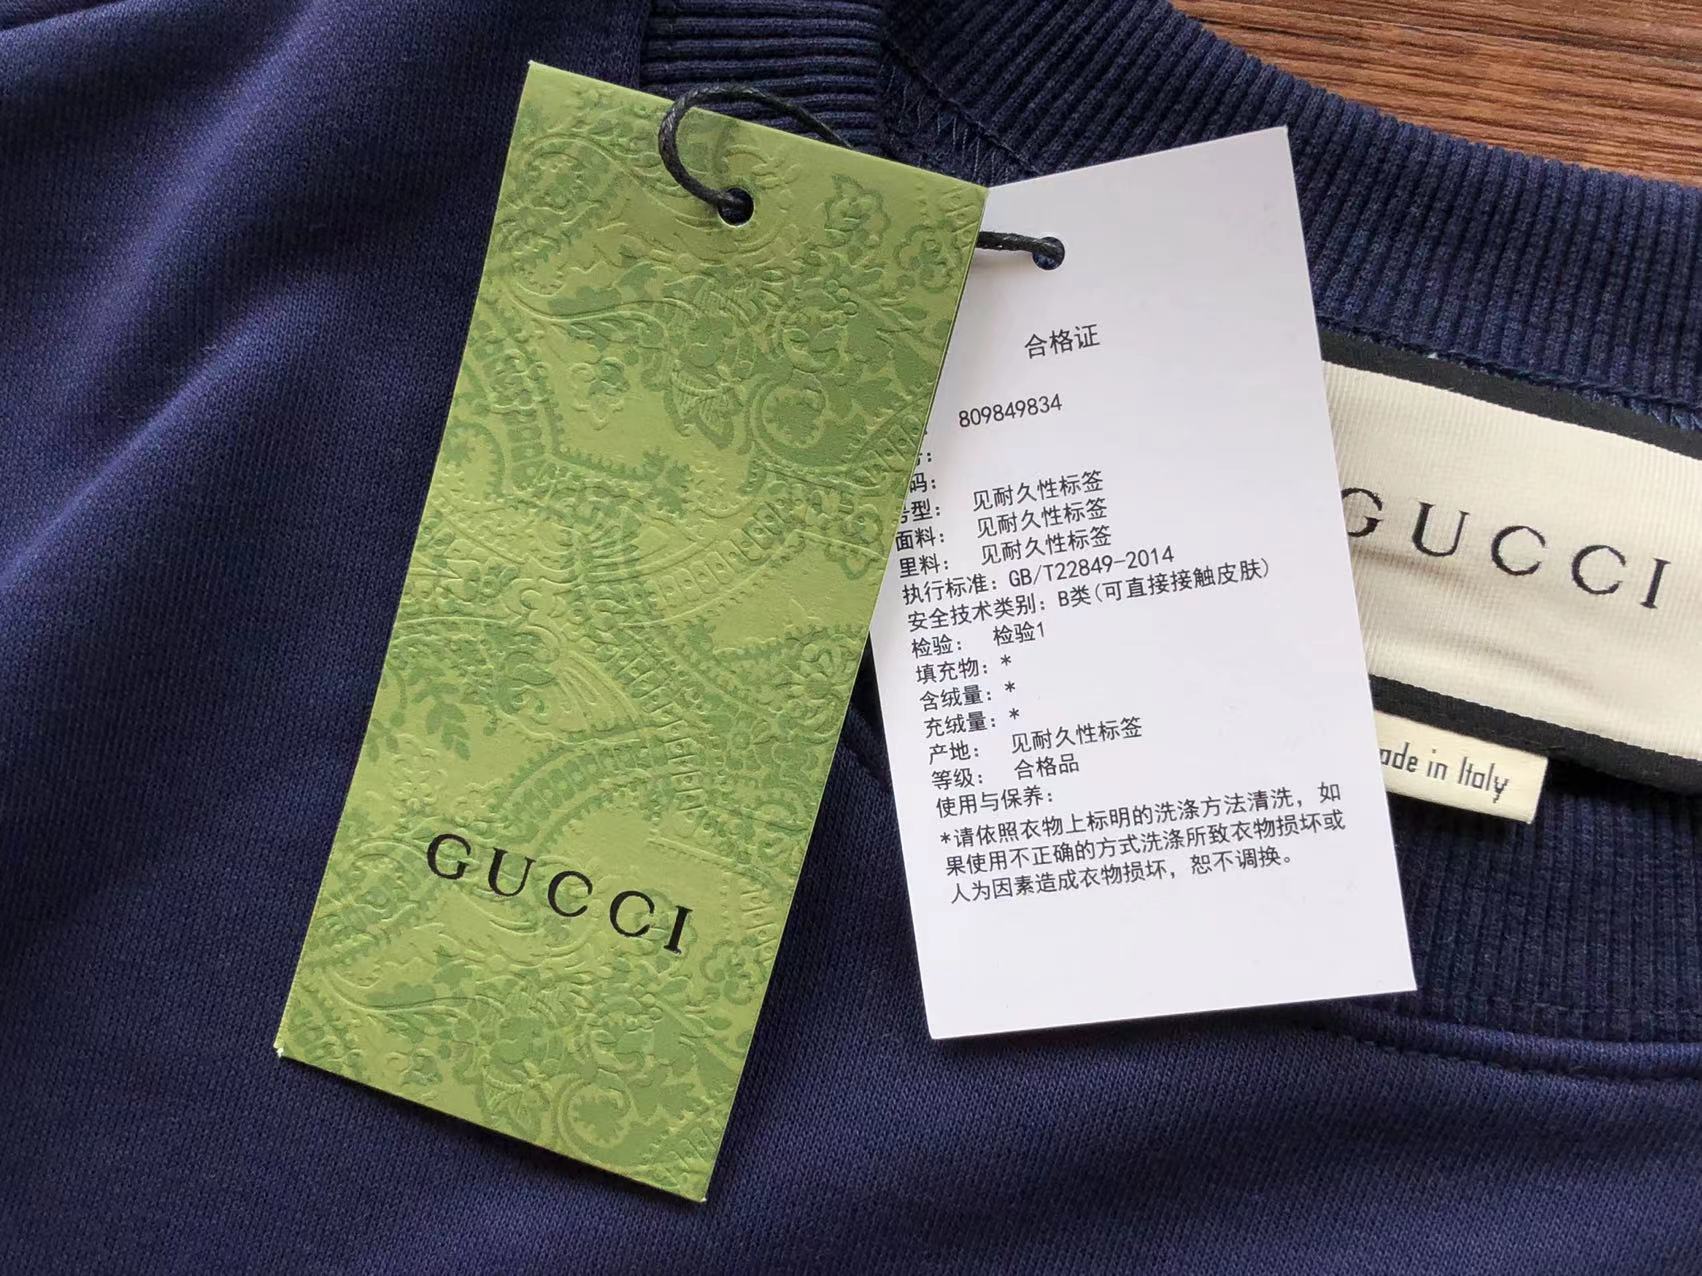 GUCCI
合格证
809849834
码：
号型： 见耐久性标签
面料： 见耐久性标签
里料： 见耐久性标签
执行标准：GB/T22849-2014
安全技术类别：B类(可直接接触皮肤)
检验： 检验1
填充物：*
含绒量：*
充绒量：*
产地： 见耐久性标签
等级： 合格品
使用与保养：
*请依照衣物上标明的洗涤方法清洗，如
果使用不正确的方式洗涤所致衣物损坏或
人为因素造成衣物损坏，恕不调换。
GUCCI
made in Italy